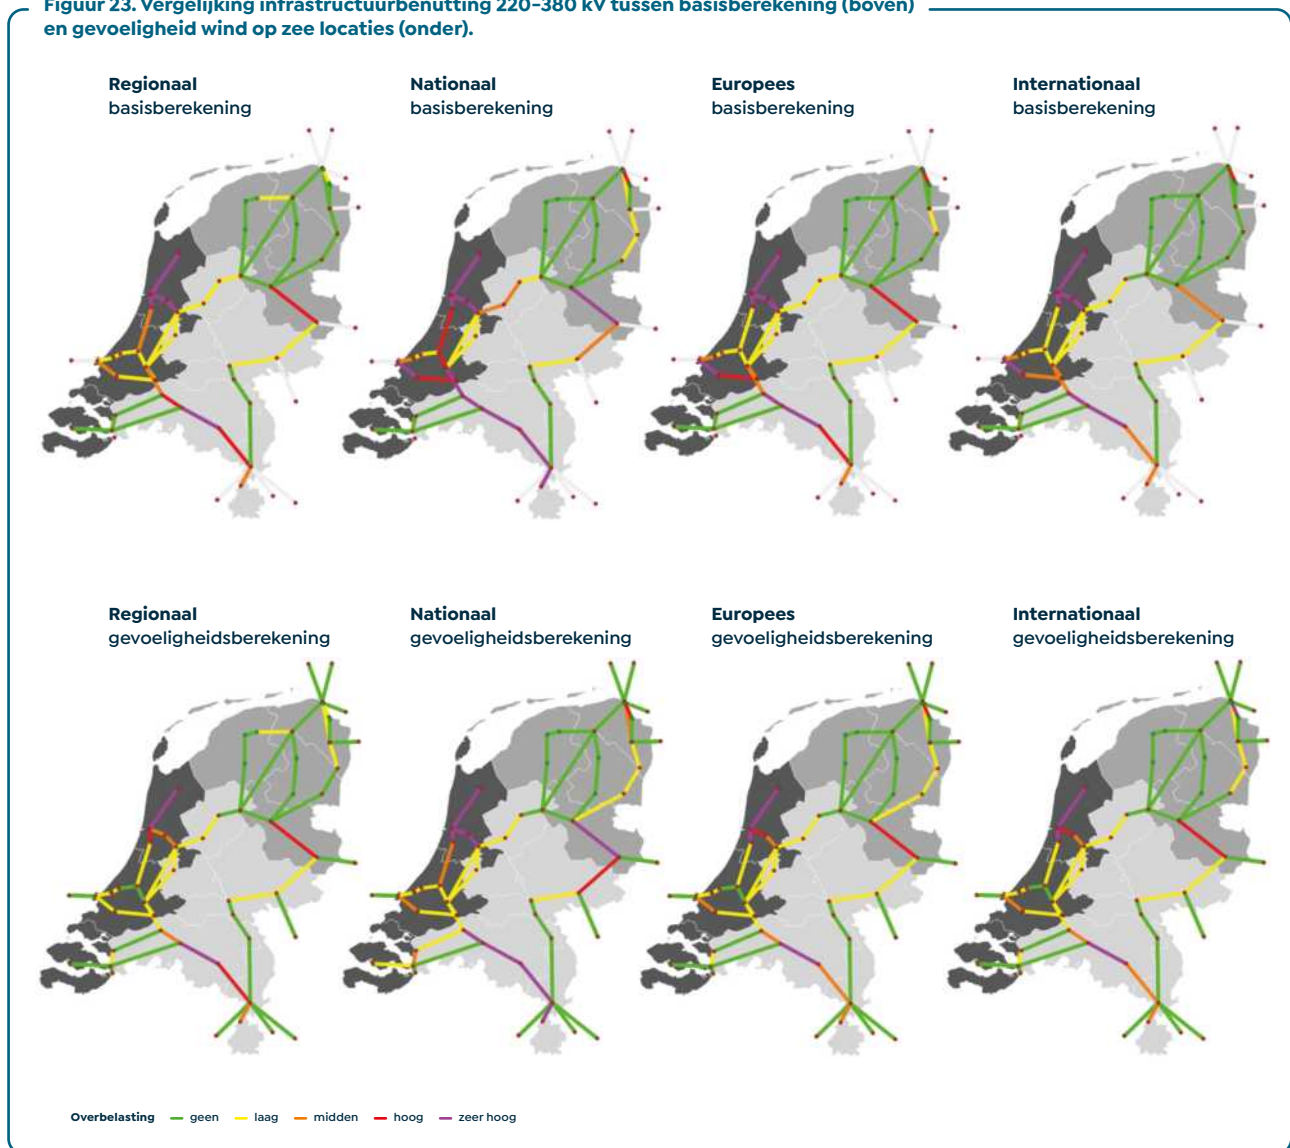 Figuur 23. Vergelijking infrastructuurbenutting 220-380 kV tussen basisberekening (boven)
en gevoeligheid wind op zee locaties (onder).
Regionaal
basisberekening
Nationaal
basisberekening
Europees
basisberekening
Internationaal
basisberekening
Regionaal
gevoeligheidsberekening
Nationaal
gevoeligheidsberekening
Europees
gevoeligheidsberekening
Internationaal
gevoeligheidsberekening
Overbelasting geen laag midden hoog zeer hoog